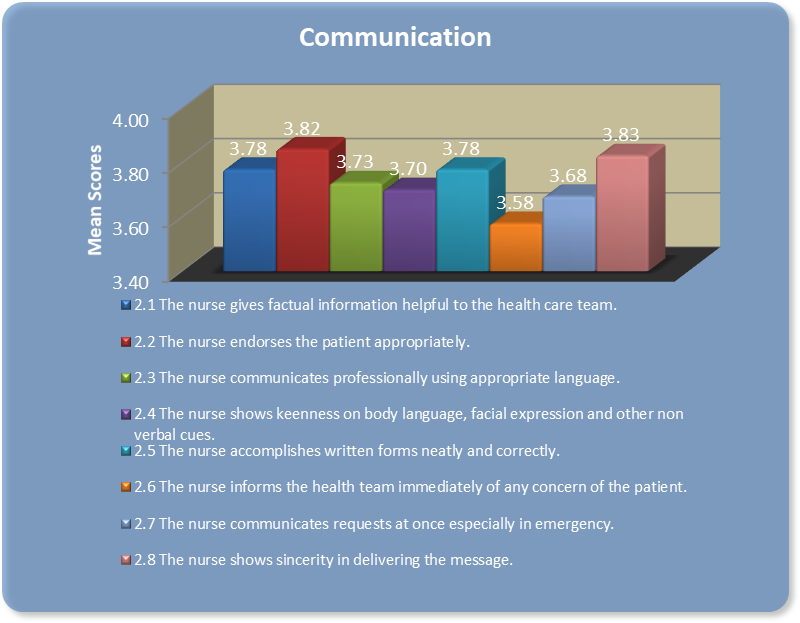 Communication
4.00
3.80
3.60
3.40
Mean Scores
3.78
3.82
3.73
3.70
3.78
3.58
3.68
3.83
2.1 The nurse gives factual information helpful to the health care team.
2.2 The nurse endorses the patient appropriately.
2.3 The nurse communicates professionally using appropriate language.
2.4 The nurse shows keenness on body language, facial expression and other non
verbal cues.
2.5 The nurse accomplishes written forms neatly and correctly.
2.6 The nurse informs the health team immediately of any concern of the patient.
2.7 The nurse communicates requests at once especially in emergency.
2.8 The nurse shows sincerity in delivering the message.